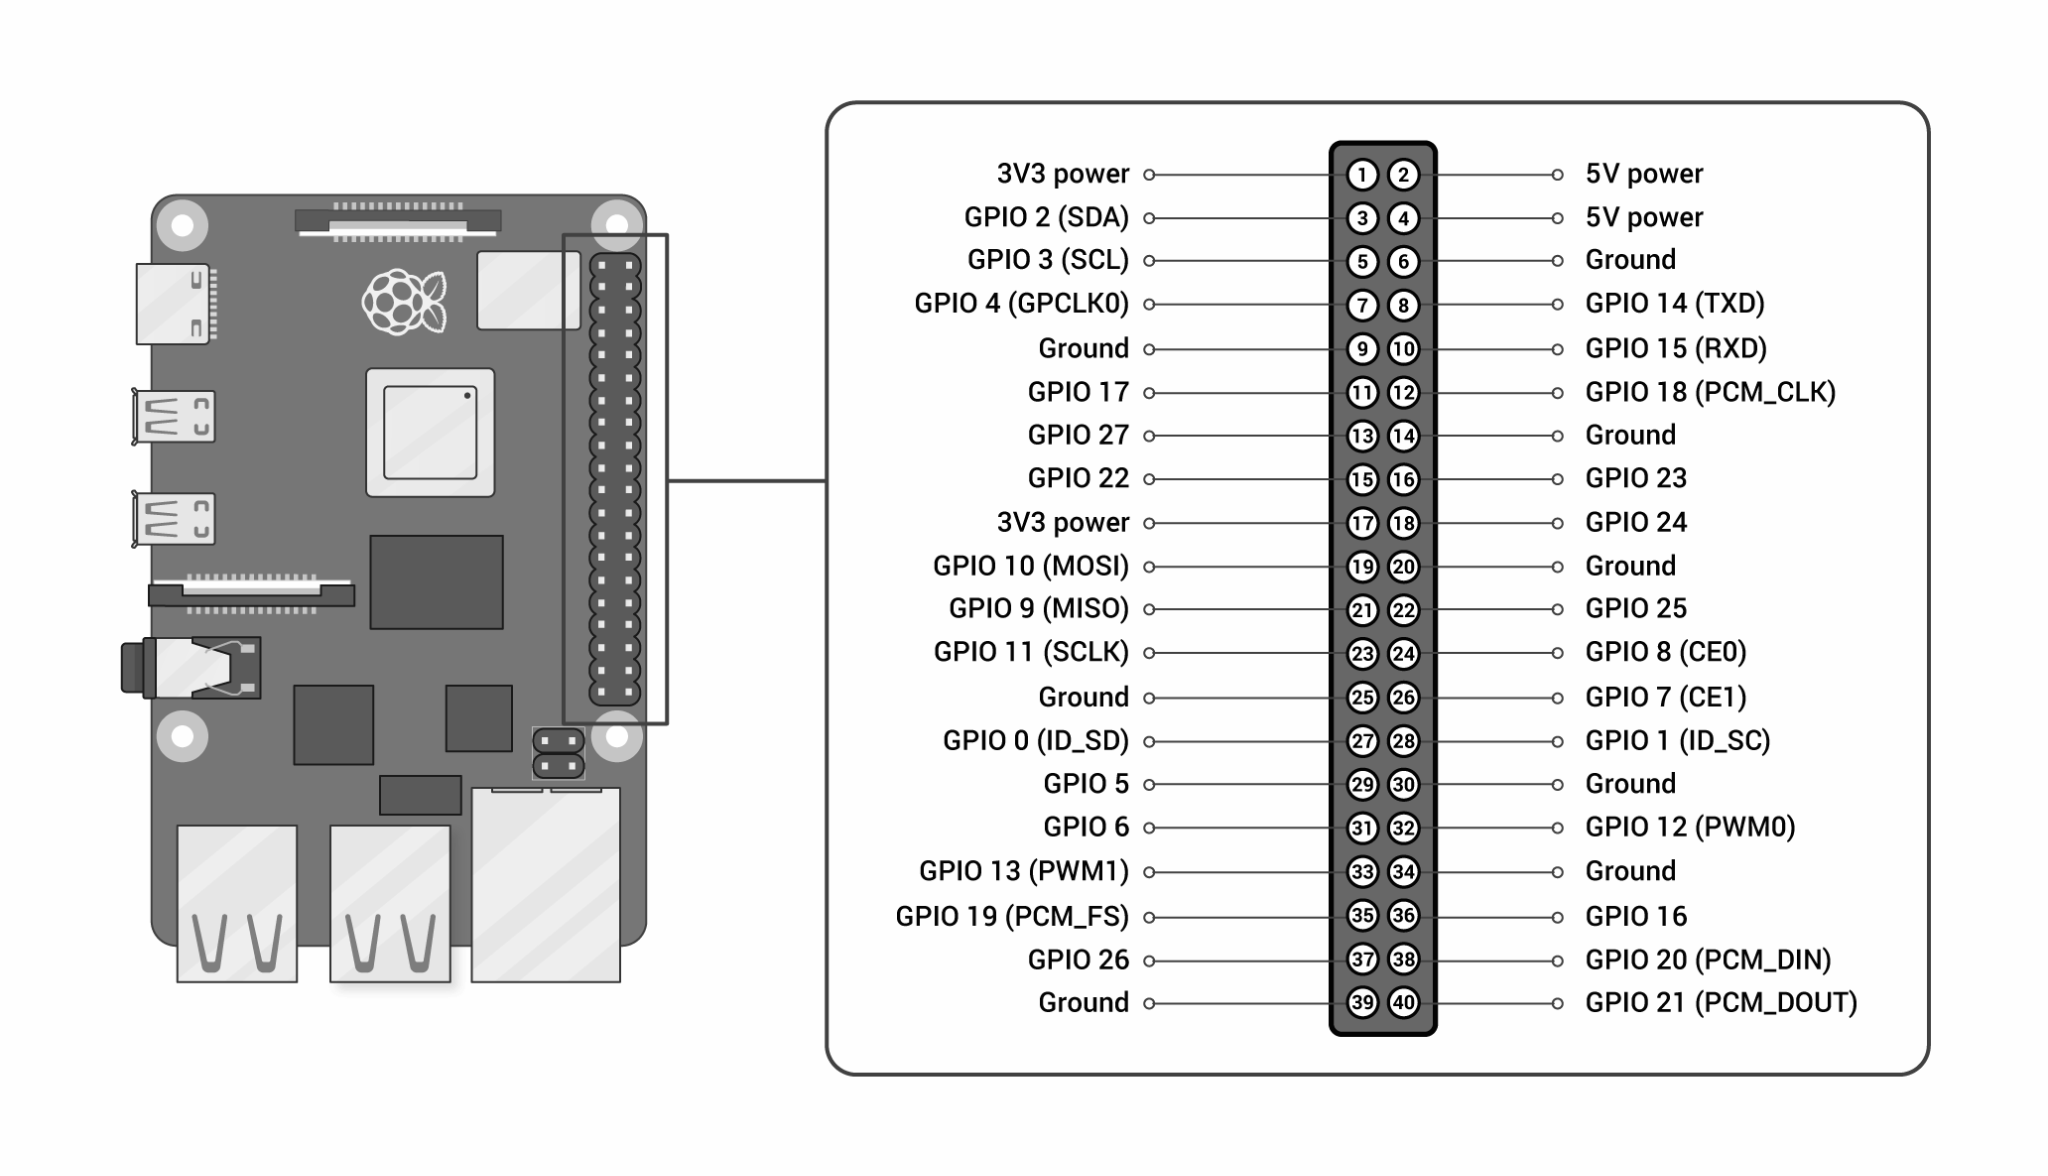 3V3 power 1 2 5V power
GPIO 2 (SDA) 3 4 5V power
GPIO 3 (SCL) 5 6 Ground
GPIO 4 (GPCLK0) 7 8 GPIO 14 (TXD)
Ground 9 10 GPIO 15 (RXD)
GPIO 17 11 12 GPIO 18 (PCM_CLK)
GPIO 27 13 14 Ground
GPIO 22 15 16 GPIO 23
3V3 power 17 18 GPIO 24
GPIO 10 (MOSI) 19 20 Ground
GPIO 9 (MISO) 21 22 GPIO 25
GPIO 11 (SCLK) 23 24 GPIO 8 (CE0)
Ground 25 26 GPIO 7 (CE1)
GPIO 0 (ID_SD) 27 28 GPIO 1 (ID_SC)
GPIO 5 29 30 Ground
GPIO 6 31 32 GPIO 12 (PWM0)
GPIO 13 (PWM1) 33 34 Ground
GPIO 19 (PCM_FS) 35 36 GPIO 16
GPIO 26 37 38 GPIO 20 (PCM_DIN)
Ground 39 40 GPIO 21 (PCM_DOUT)